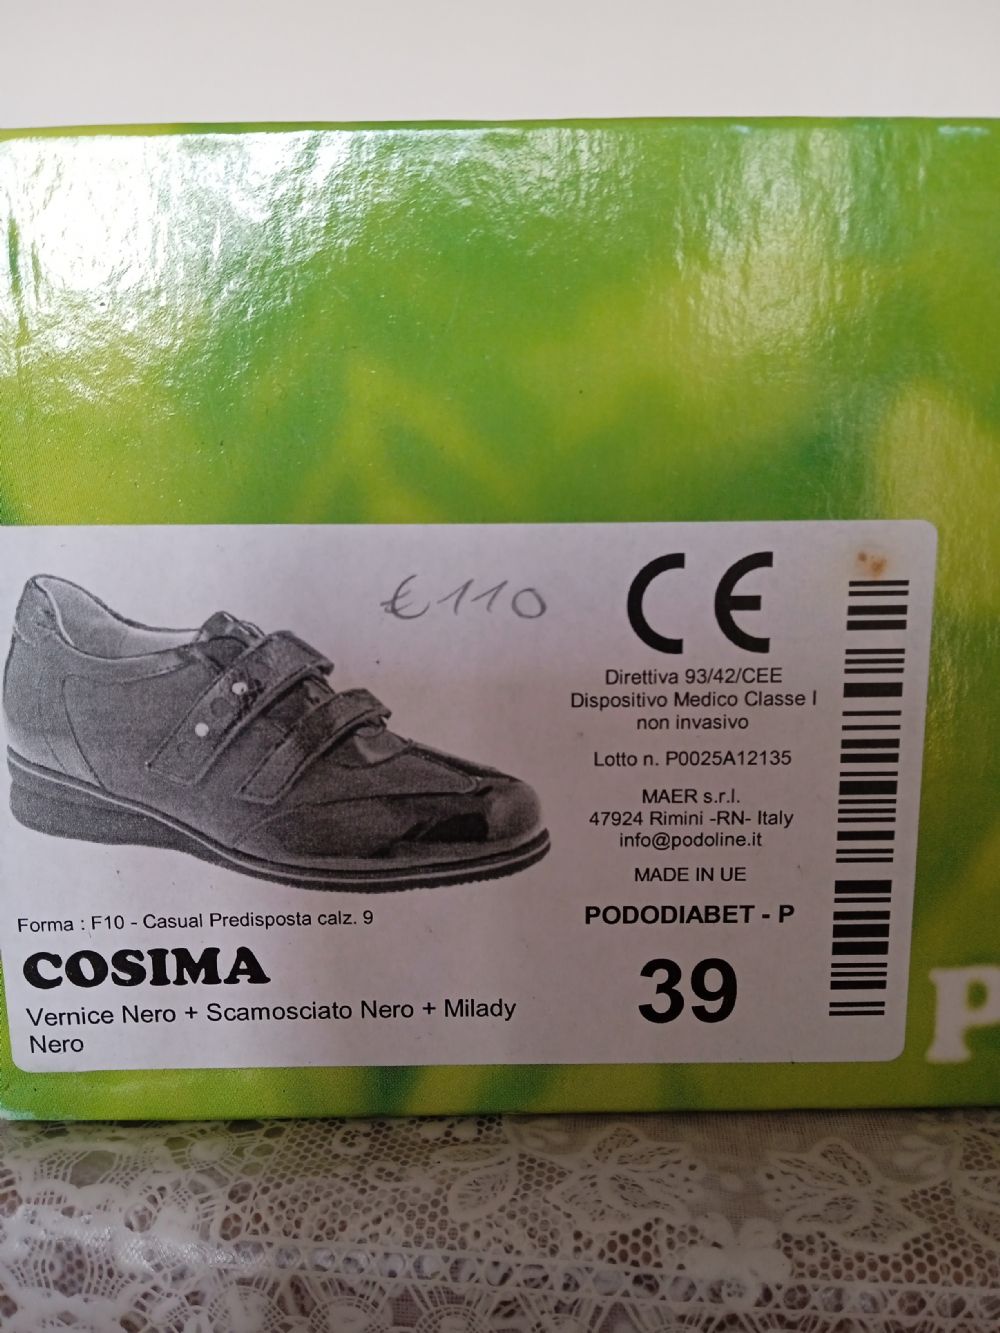 €110
CE
Direttiva 93/42/CEE
Dispositivo Medico Classe I
non invasivo
Lotto n. P0025A12135
MAER s.r.l.
47924 Rimini -RN- Italy
info@podoline.it
MADE IN UE
PODODIABET - P
39
Forma : F10 - Casual Predisposta calz. 9
COSIMA
Vernice Nero + Scamosciato Nero + Milady
Nero
P